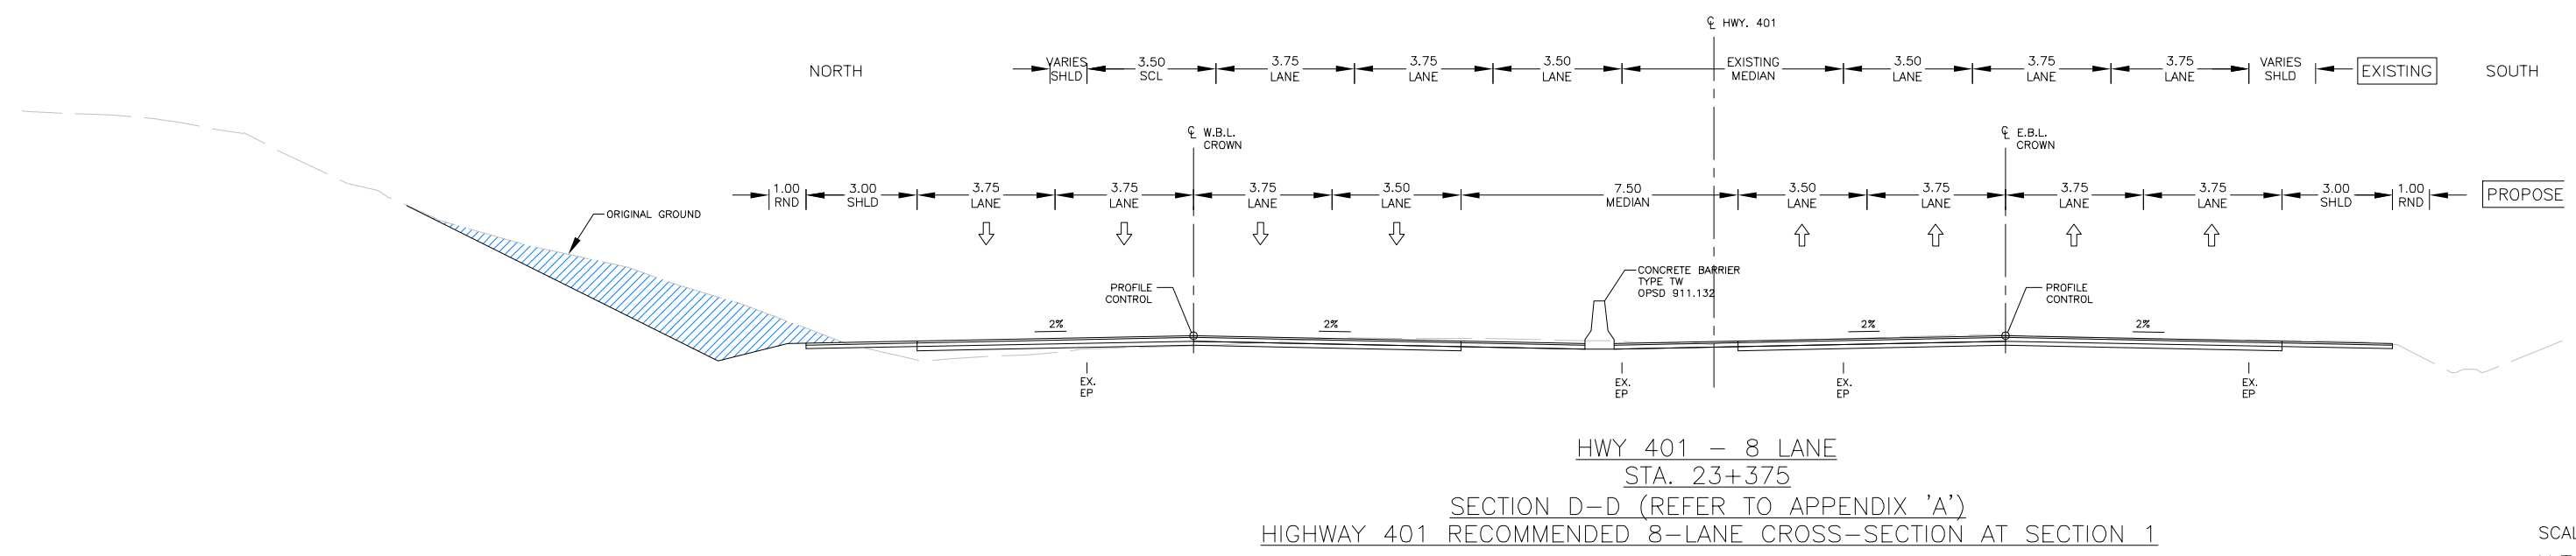 ℄ HWY. 401
NORTH
VARIES SHLD
3.50 SCL
3.75 LANE
3.75 LANE
3.50 LANE
EXISTING MEDIAN
3.50 LANE
3.75 LANE
3.75 LANE
VARIES SHLD
EXISTING
SOUTH
℄ W.B.L. CROWN
℄ E.B.L. CROWN
1.00 RND
3.00 SHLD
3.75 LANE
3.75 LANE
3.75 LANE
3.50 LANE
7.50 MEDIAN
3.50 LANE
3.75 LANE
3.75 LANE
3.75 LANE
3.00 SHLD
1.00 RND
PROPOSE
ORIGINAL GROUND
PROFILE CONTROL
CONCRETE BARRIER
TYPE TW
OPSD 911.132
PROFILE CONTROL
2%
2%
2%
2%
EX. EP
EX. EP
EX. EP
EX. EP
HWY 401 – 8 LANE
STA. 23+375
SECTION D–D (REFER TO APPENDIX 'A')
HIGHWAY 401 RECOMMENDED 8–LANE CROSS–SECTION AT SECTION 1